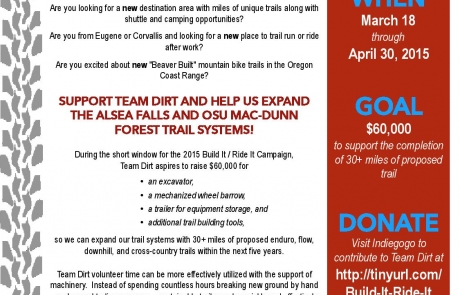 Are you looking for a new destination area with miles of unique trails along with
shuttle and camping opportunities?
Are you from Eugene or Corvallis and looking for a new place to trail run or ride
after work?
Are you excited about new "Beaver Built" mountain bike trails in the Oregon
Coast Range?
SUPPORT TEAM DIRT AND HELP US EXPAND
THE ALSEA FALLS AND OSU MAC-DUNN
FOREST TRAIL SYSTEMS!
During the short window for the 2015 Build It / Ride It Campaign,
Team Dirt aspires to raise $60,000 for
• an excavator,
• a mechanized wheel barrow,
• a trailer for equipment storage, and
• additional trail building tools,
so we can expand our trail systems with 30+ miles of proposed enduro, flow,
downhill, and cross-country trails within the next five years.
Team Dirt volunteer time can be more effectively utilized with the support of
machinery. Instead of spending countless hours breaking new ground by hand
WHEN
March 18
through
April 30, 2015
GOAL
$60,000
to support the completion
of 30+ miles of proposed
trail
DONATE
Visit Indiegogo to
contribute to Team Dirt at
http://tinyurl.com/
Build-It-Ride-It